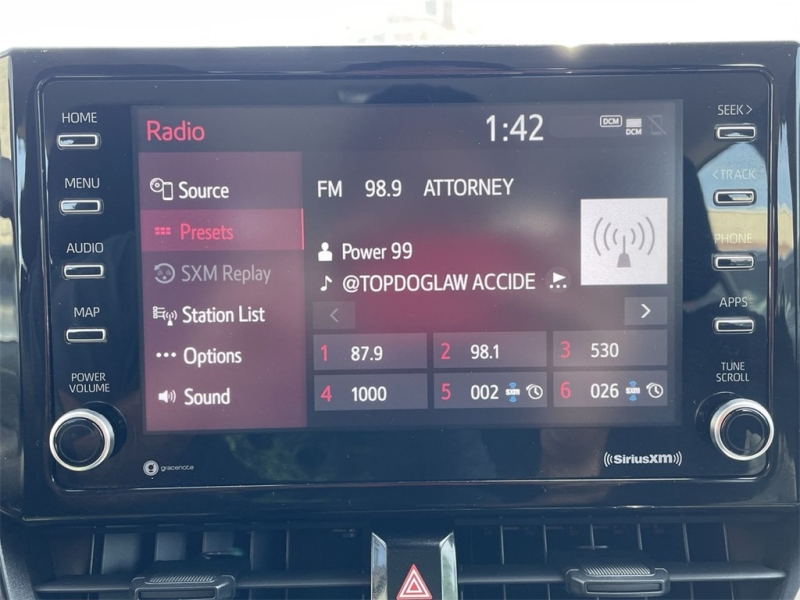 HOME
MENU
AUDIO
MAP
POWER
VOLUME
Radio
1:42
DCM
DCM
Source
Presets
SXM Replay
Station List
Options
Sound
FM 98.9 ATTORNEY
Power 99
@TOPDOGLAW ACCIDE
1 87.9
2 98.1
3 530
4 1000
5 002 SXM
6 026 SXM
SEEK >
< TRACK
PHONE
APPS
TUNE
SCROLL
gracenote
((SiriusXM))